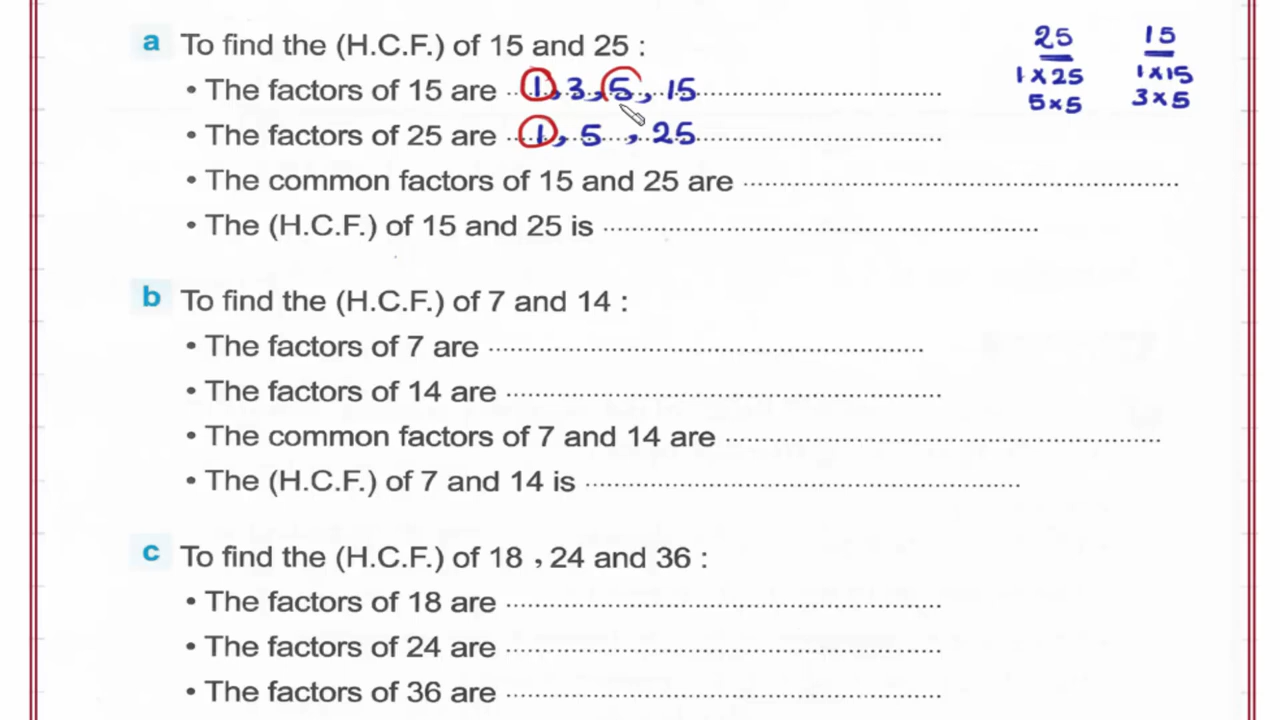 a To find the (H.C.F.) of 15 and 25 :
• The factors of 15 are 1, 3, 5, 15
• The factors of 25 are 1, 5, 25
• The common factors of 15 and 25 are
• The (H.C.F.) of 15 and 25 is
25
1 × 25
5 × 5
15
1 × 15
3 × 5
b To find the (H.C.F.) of 7 and 14 :
• The factors of 7 are
• The factors of 14 are
• The common factors of 7 and 14 are
• The (H.C.F.) of 7 and 14 is
c To find the (H.C.F.) of 18 , 24 and 36 :
• The factors of 18 are
• The factors of 24 are
• The factors of 36 are